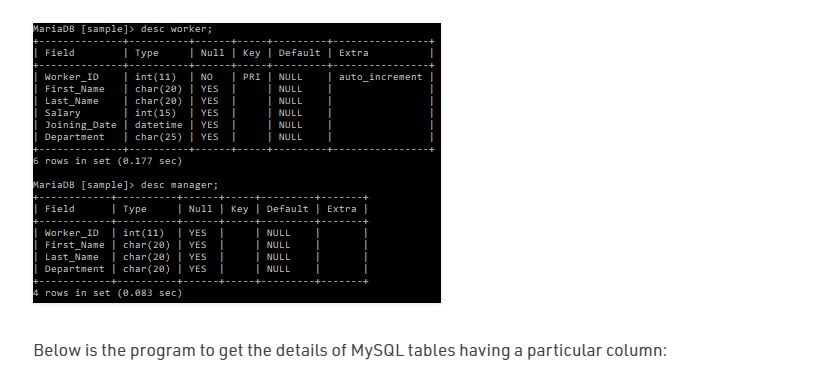 MariaDB [sample]> desc worker;
+--------------+----------+------+-----+---------+----------------+
| Field        | Type     | Null | Key | Default | Extra          |
+--------------+----------+------+-----+---------+----------------+
| Worker_ID    | int(11)  | NO   | PRI | NULL    | auto_increment |
| First_Name   | char(20) | YES  |     | NULL    |                |
| Last_Name    | char(20) | YES  |     | NULL    |                |
| Salary       | int(15)  | YES  |     | NULL    |                |
| Joining_Date | datetime | YES  |     | NULL    |                |
| Department   | char(25) | YES  |     | NULL    |                |
+--------------+----------+------+-----+---------+----------------+
6 rows in set (0.177 sec)
MariaDB [sample]> desc manager;
+------------+----------+------+-----+---------+-------+
| Field      | Type     | Null | Key | Default | Extra |
+------------+----------+------+-----+---------+-------+
| Worker_ID  | int(11)  | YES  |     | NULL    |       |
| First_Name | char(20) | YES  |     | NULL    |       |
| Last_Name  | char(20) | YES  |     | NULL    |       |
| Department | char(20) | YES  |     | NULL    |       |
+------------+----------+------+-----+---------+-------+
4 rows in set (0.083 sec)
Below is the program to get the details of MySQL tables having a particular column: